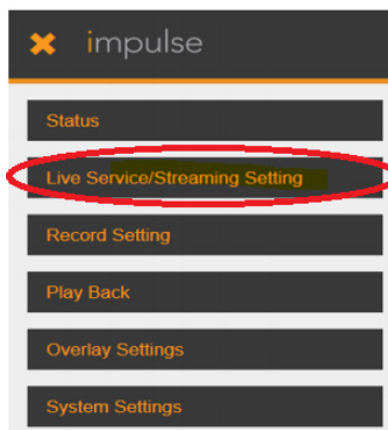 impulse
Status
Live Service/Streaming Setting
Record Setting
Play Back
Overlay Settings
System Settings